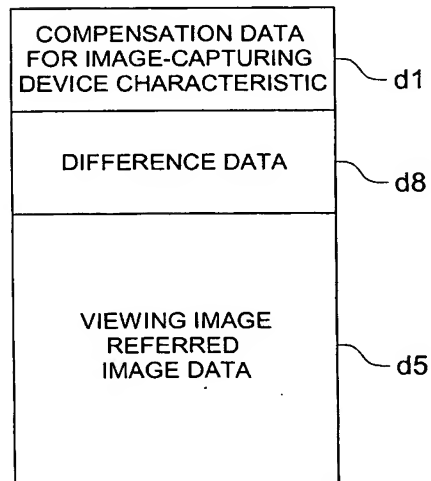 COMPENSATION DATA
FOR IMAGE-CAPTURING
DEVICE CHARACTERISTIC
d1
DIFFERENCE DATA
d8
VIEWING IMAGE
REFERRED
IMAGE DATA
d5